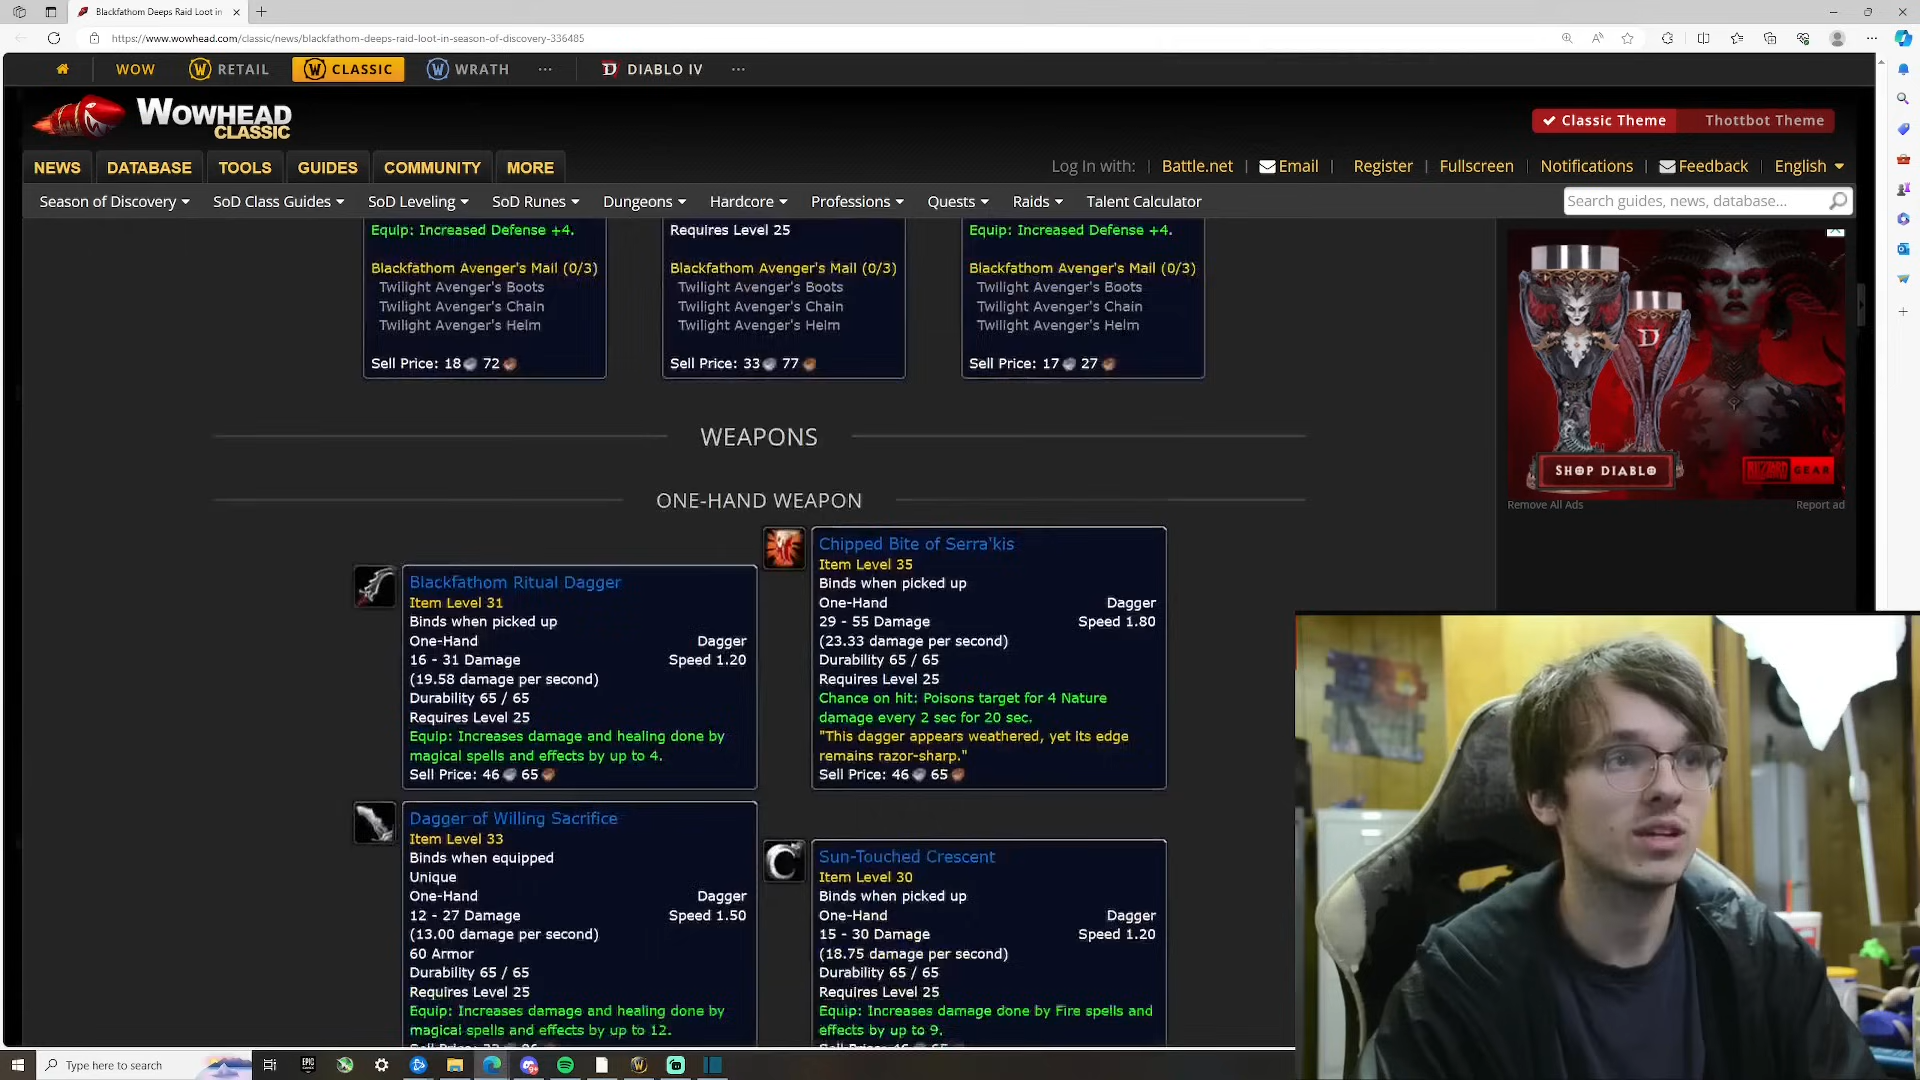 Blackfathom Deeps Raid Loot in
https://www.wowhead.com/classic/news/blackfathom-deeps-raid-loot-in-season-of-discovery-336485
WOW RETAIL CLASSIC WRATH ... DIABLO IV ...
WOWHEAD
CLASSIC
Classic Theme Thottbot Theme
NEWS DATABASE TOOLS GUIDES COMMUNITY MORE
Log In with: Battle.net Email Register Fullscreen Notifications Feedback English
Season of Discovery SoD Class Guides SoD Leveling SoD Runes Dungeons Hardcore Professions Quests Raids Talent Calculator
Search guides, news, database...
Equip: Increased Defense +4.
Blackfathom Avenger's Mail (0/3)
Twilight Avenger's Boots
Twilight Avenger's Chain
Twilight Avenger's Helm
Sell Price: 18 72
Requires Level 25
Blackfathom Avenger's Mail (0/3)
Twilight Avenger's Boots
Twilight Avenger's Chain
Twilight Avenger's Helm
Sell Price: 33 77
Equip: Increased Defense +4.
Blackfathom Avenger's Mail (0/3)
Twilight Avenger's Boots
Twilight Avenger's Chain
Twilight Avenger's Helm
Sell Price: 17 27
SHOP DIABLO
BLIZZARD GEAR
Remove All Ads Report ad
WEAPONS
ONE-HAND WEAPON
Blackfathom Ritual Dagger
Item Level 31
Binds when picked up
One-Hand Dagger
16 - 31 Damage Speed 1.20
(19.58 damage per second)
Durability 65 / 65
Requires Level 25
Equip: Increases damage and healing done by
magical spells and effects by up to 4.
Sell Price: 46 65
Chipped Bite of Serra'kis
Item Level 35
Binds when picked up
One-Hand Dagger
29 - 55 Damage Speed 1.80
(23.33 damage per second)
Durability 65 / 65
Requires Level 25
Chance on hit: Poisons target for 4 Nature
damage every 2 sec for 20 sec.
"This dagger appears weathered, yet its edge
remains razor-sharp."
Sell Price: 46 65
Dagger of Willing Sacrifice
Item Level 33
Binds when equipped
Unique
One-Hand Dagger
12 - 27 Damage Speed 1.50
(13.00 damage per second)
60 Armor
Durability 65 / 65
Requires Level 25
Equip: Increases damage and healing done by
magical spells and effects by up to 12.
Sun-Touched Crescent
Item Level 30
Binds when picked up
One-Hand Dagger
15 - 30 Damage Speed 1.20
(18.75 damage per second)
Durability 65 / 65
Requires Level 25
Equip: Increases damage done by Fire spells and
effects by up to 9.
Type here to search